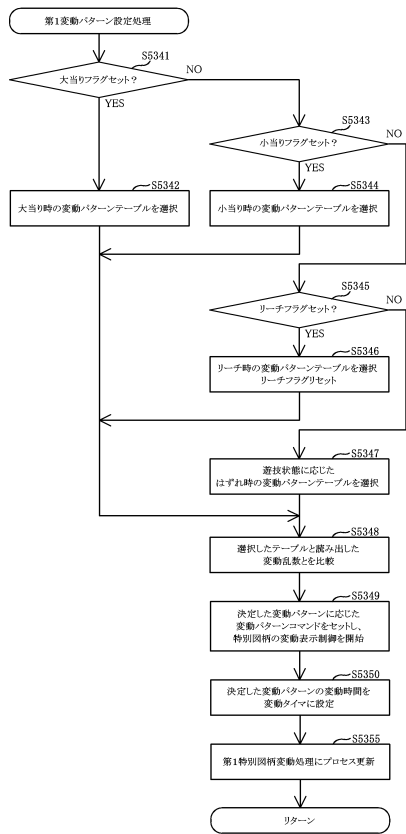 第1変動パターン設定処理
S5341
大当りフラグセット?
NO
YES
S5343
小当りフラグセット?
NO
YES
S5342
大当り時の変動パターンテーブルを選択
S5344
小当り時の変動パターンテーブルを選択
S5345
リーチフラグセット?
NO
YES
S5346
リーチ時の変動パターンテーブルを選択
リーチフラグリセット
S5347
遊技状態に応じた
はずれ時の変動パターンテーブルを選択
S5348
選択したテーブルと読み出した
変動乱数とを比較
S5349
決定した変動パターンに応じた
変動パターンコマンドをセットし、
特別図柄の変動表示制御を開始
S5350
決定した変動パターンの変動時間を
変動タイマに設定
S5355
第1特別図柄変動処理にプロセス更新
リターン